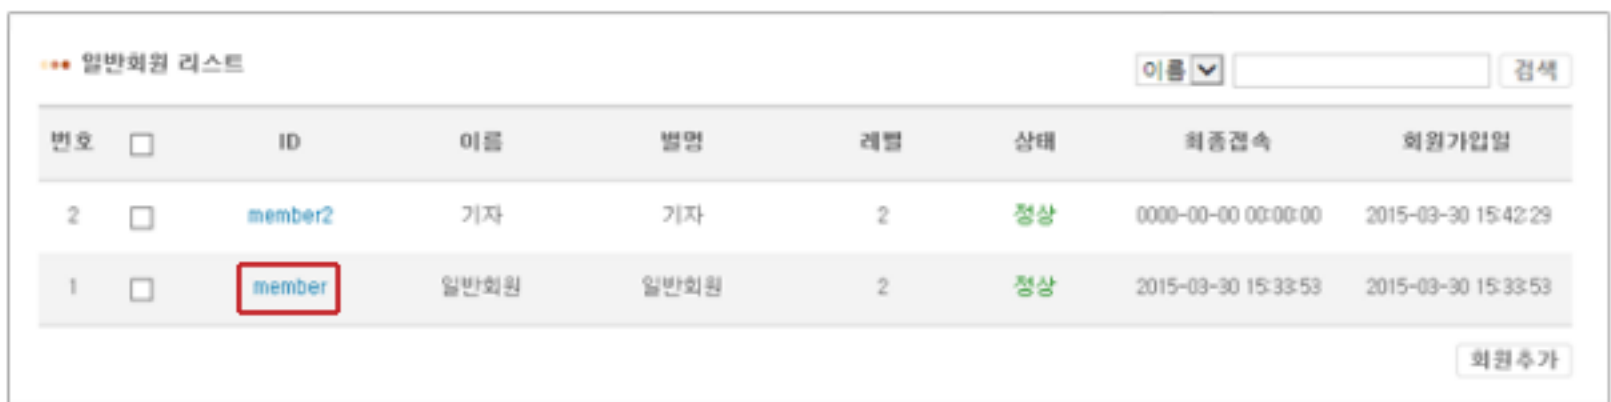 일반회원 리스트 이름 검색
번호 ID 이름 별명 레벨 상태 최종접속 회원가입일
2 member2 기자 기자 2 정상 0000-00-00 00:00:00 2015-03-30 15:42:29
1 member 일반회원 일반회원 2 정상 2015-03-30 15:33:53 2015-03-30 15:33:53
회원추가